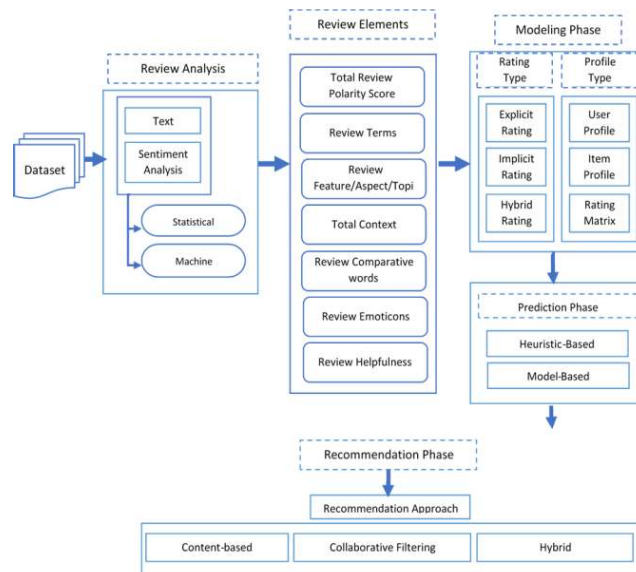 Review Elements
Modeling Phase
Review Analysis
Rating
Type
Profile
Type
Dataset
Text
Sentiment
Analysis
Statistical
Machine
Total Review
Polarity Score
Review Terms
Review
Feature/Aspect/Topi
Total Context
Review Comparative
words
Review Emoticons
Review Helpfulness
Explicit
Rating
Implicit
Rating
Hybrid
Rating
User
Profile
Item
Profile
Rating
Matrix
Prediction Phase
Heuristic-Based
Model-Based
Recommendation Phase
Recommendation Approach
Content-based
Collaborative Filtering
Hybrid